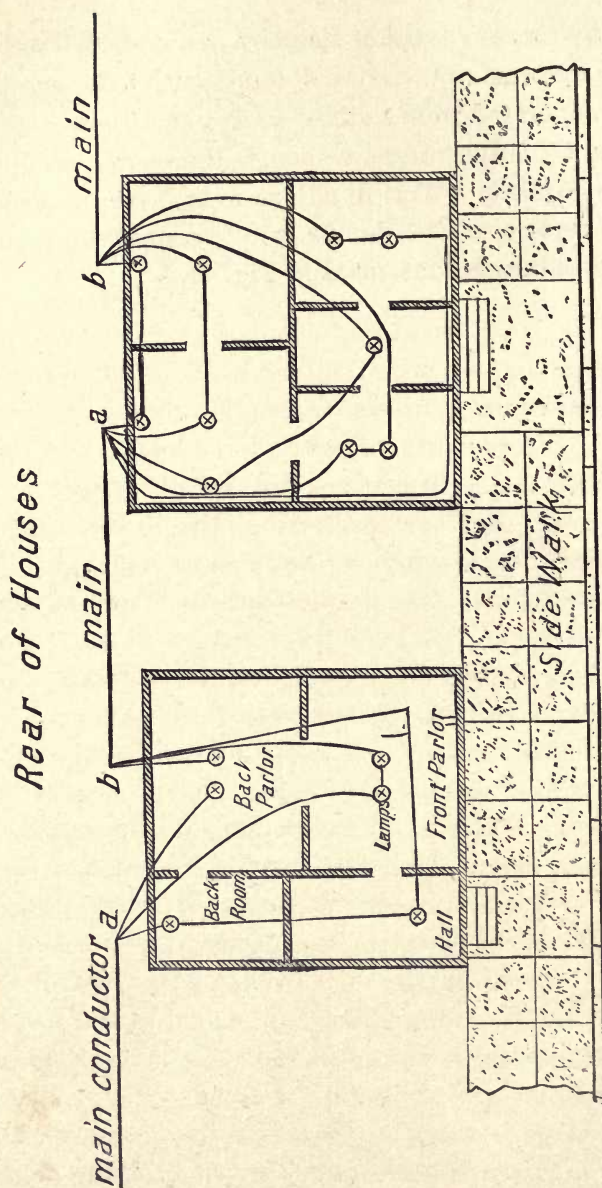 Rear of Houses
main conductor
a
b
main
a
b
main
Back
Room
Back
Parlor
Lamps
Hall
Front Parlor
Side Walk